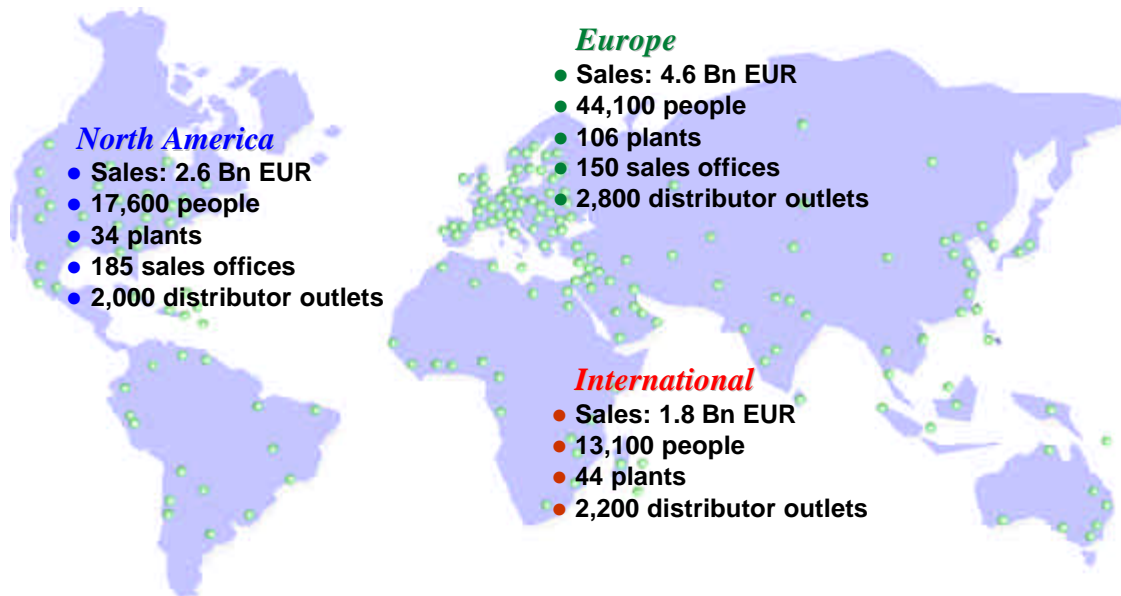 Europe
● Sales: 4.6 Bn EUR
● 44,100 people
● 106 plants
● 150 sales offices
● 2,800 distributor outlets
North America
● Sales: 2.6 Bn EUR
● 17,600 people
● 34 plants
● 185 sales offices
● 2,000 distributor outlets
International
● Sales: 1.8 Bn EUR
● 13,100 people
● 44 plants
● 2,200 distributor outlets